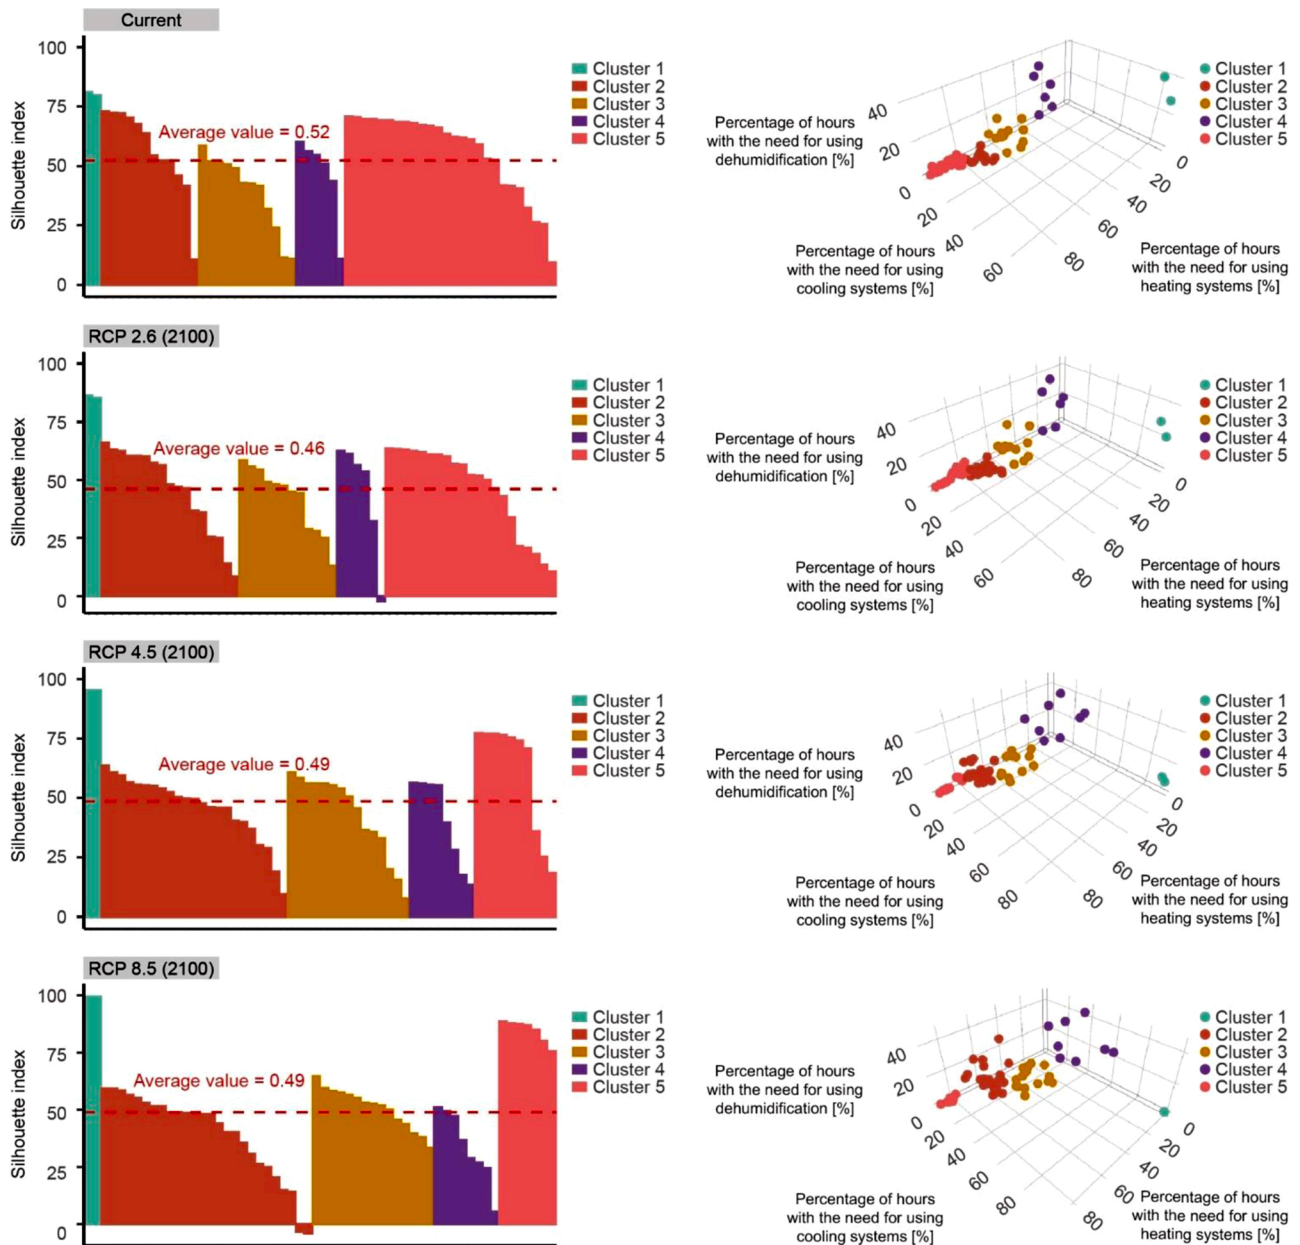 Current
100
75
50
25
0
Silhouette index
Average value = 0.52
Cluster 1
Cluster 2
Cluster 3
Cluster 4
Cluster 5
Percentage of hours
with the need for using
dehumidification [%]
40
20
0
20
40
60
Percentage of hours
with the need for using
cooling systems [%]
0
20
40
60
80
Percentage of hours
with the need for using
heating systems [%]
Cluster 1
Cluster 2
Cluster 3
Cluster 4
Cluster 5
RCP 2.6 (2100)
100
75
50
25
0
Silhouette index
Average value = 0.46
Cluster 1
Cluster 2
Cluster 3
Cluster 4
Cluster 5
Percentage of hours
with the need for using
dehumidification [%]
40
20
0
20
40
60
Percentage of hours
with the need for using
cooling systems [%]
0
20
40
60
80
Percentage of hours
with the need for using
heating systems [%]
Cluster 1
Cluster 2
Cluster 3
Cluster 4
Cluster 5
RCP 4.5 (2100)
100
75
50
25
0
Silhouette index
Average value = 0.49
Cluster 1
Cluster 2
Cluster 3
Cluster 4
Cluster 5
Percentage of hours
with the need for using
dehumidification [%]
40
20
0
20
40
60
80
Percentage of hours
with the need for using
cooling systems [%]
0
20
40
60
80
Percentage of hours
with the need for using
heating systems [%]
Cluster 1
Cluster 2
Cluster 3
Cluster 4
Cluster 5
RCP 8.5 (2100)
100
75
50
25
0
Silhouette index
Average value = 0.49
Cluster 1
Cluster 2
Cluster 3
Cluster 4
Cluster 5
Percentage of hours
with the need for using
dehumidification [%]
40
20
0
20
40
60
80
Percentage of hours
with the need for using
cooling systems [%]
0
20
40
60
80
Percentage of hours
with the need for using
heating systems [%]
Cluster 1
Cluster 2
Cluster 3
Cluster 4
Cluster 5